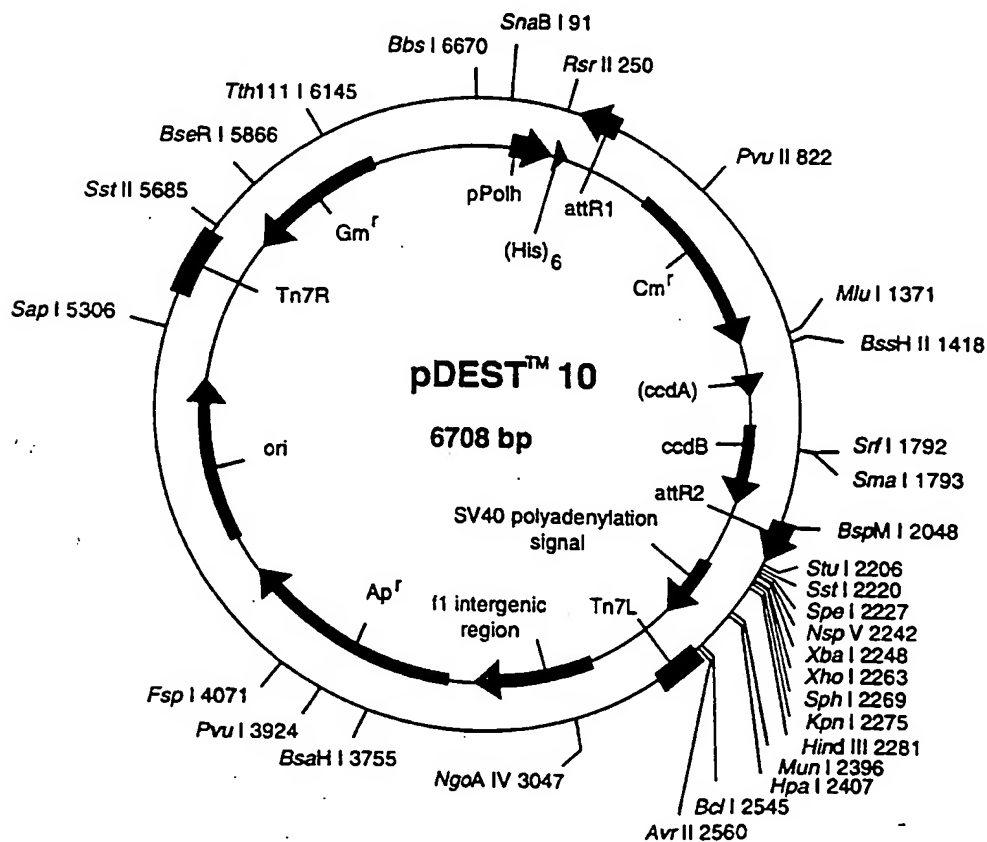 SnaB I 91
Bbs I 6670
Rsr II 250
Tth111 I 6145
BseR I 5866
Pvu II 822
Sst II 5685
pPolh
attR1
Gmr
(His)6
Cmr
Tn7R
Mlu I 1371
Sap I 5306
BssH II 1418
pDEST™ 10
(ccdA)
6708 bp
ori
ccdB
Srf I 1792
Sma I 1793
attR2
SV40 polyadenylation
signal
BspM I 2048
Stu I 2206
Sst I 2220
Spe I 2227
Nsp V 2242
Xba I 2248
Xho I 2263
Sph I 2269
Kpn I 2275
Hind III 2281
Mun I 2396
Hpa I 2407
Apr
f1 intergenic
region
Tn7L
Fsp I 4071
Pvu I 3924
BsaH I 3755
NgoA IV 3047
Bcl I 2545
Avr II 2560